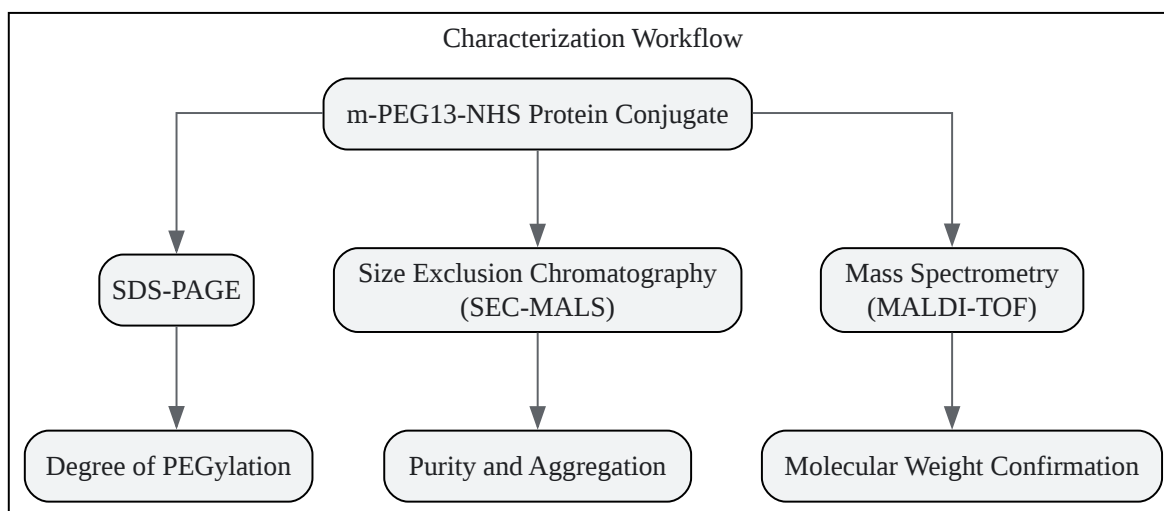 Characterization Workflow
m-PEG13-NHS Protein Conjugate
SDS-PAGE
Size Exclusion Chromatography
(SEC-MALS)
Mass Spectrometry
(MALDI-TOF)
Degree of PEGylation
Purity and Aggregation
Molecular Weight Confirmation